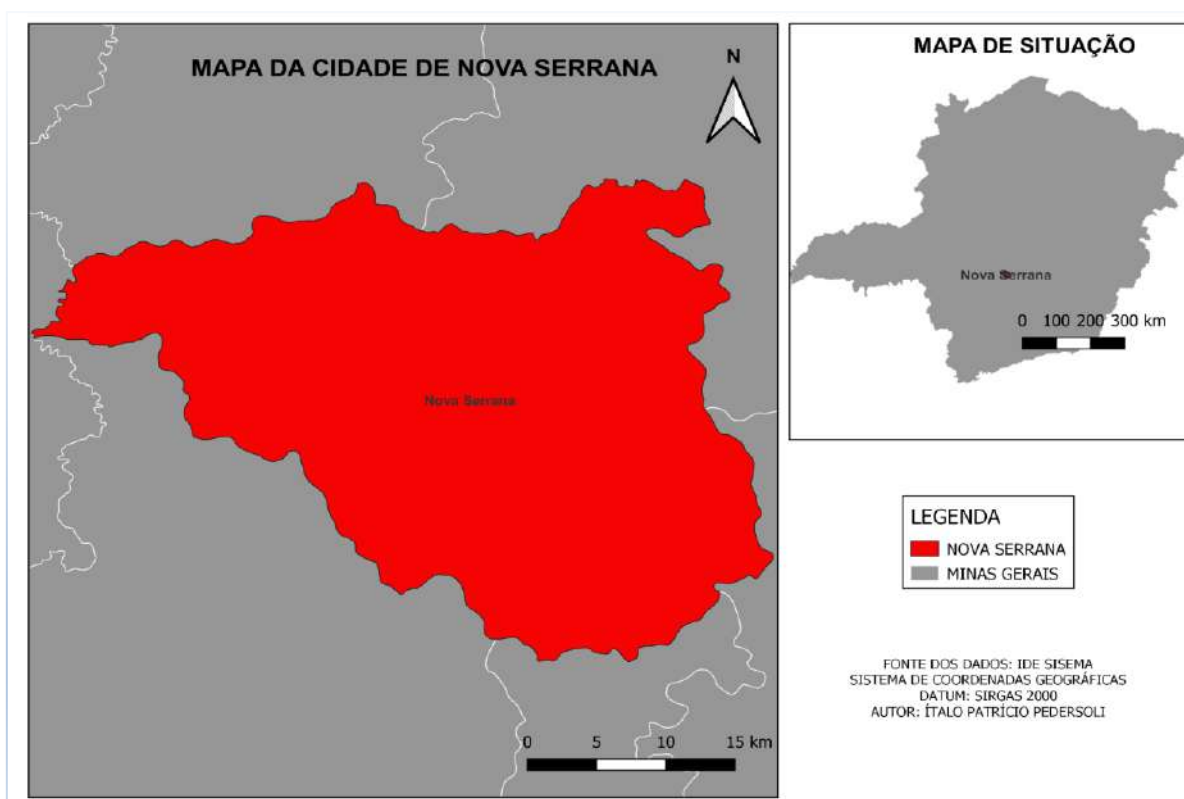 MAPA DA CIDADE DE NOVA SERRANA
N
Nova Serrana
0 5 10 15 km
MAPA DE SITUAÇÃO
Nova Serrana
0 100 200 300 km
LEGENDA
NOVA SERRANA
MINAS GERAIS
FONTE DOS DADOS: IDE SISEMA
SISTEMA DE COORDENADAS GEOGRÁFICAS
DATUM: SIRGAS 2000
AUTOR: ÍTALO PATRÍCIO PEDERSOLI